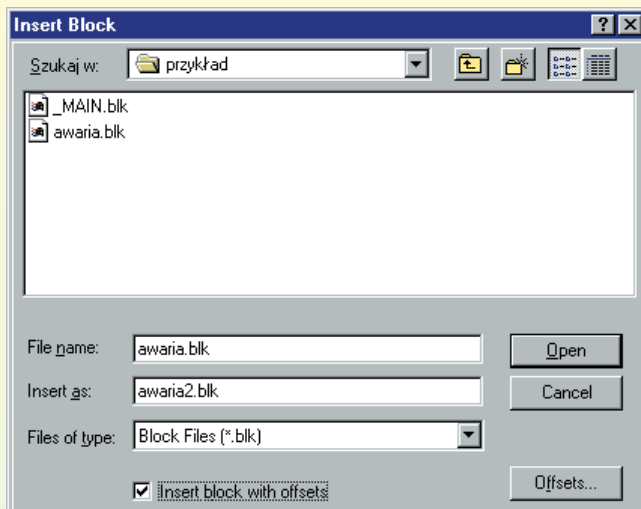 Insert Block
Szukaj w: przykład
_MAIN.blk
awaria.blk
File name: awaria.blk Open
Insert as: awaria2.blk Cancel
Files of type: Block Files (*.blk)
Insert block with offsets Offsets...